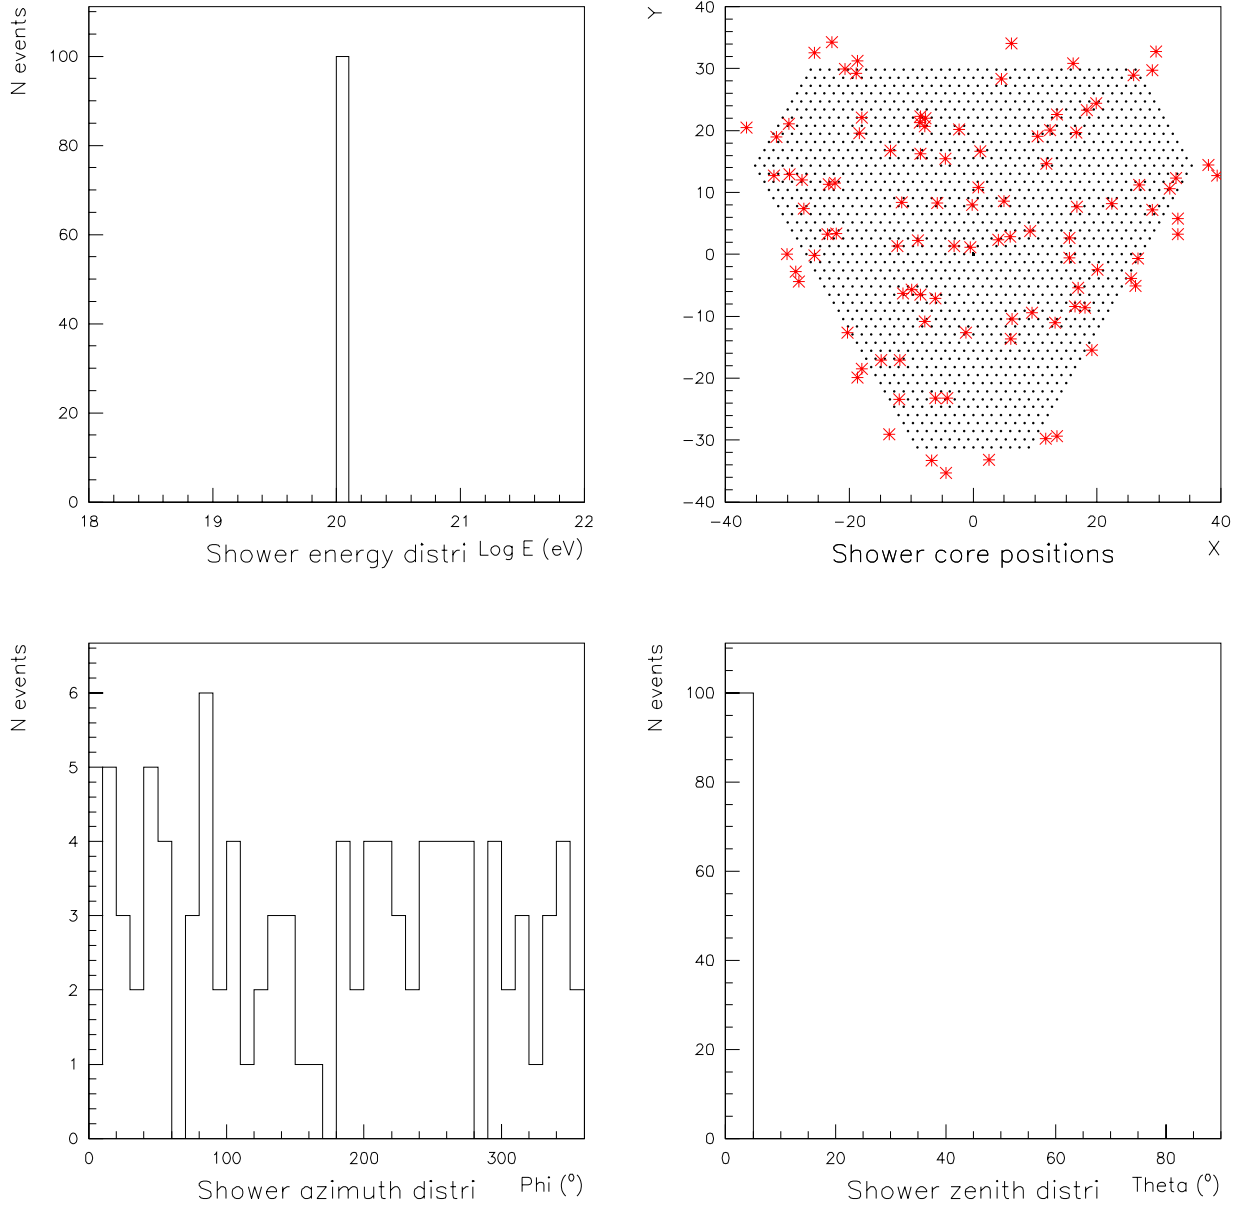 N events
100
80
60
40
20
0
18 19 20 21 22
Shower energy distri Log E (eV)
Y
40
30
20
10
0
−10
−20
−30
−40
−40 −20 0 20 40
Shower core positions X
N events
6
5
4
3
2
1
0
0 100 200 300
Shower azimuth distri Phi (°)
N events
100
80
60
40
20
0
0 20 40 60 80
Shower zenith distri Theta (°)